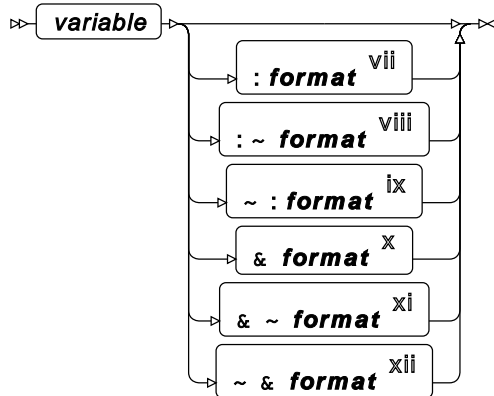 variable
: format vii
: ~ format viii
~ : format ix
& format x
& ~ format xi
~ & format xii